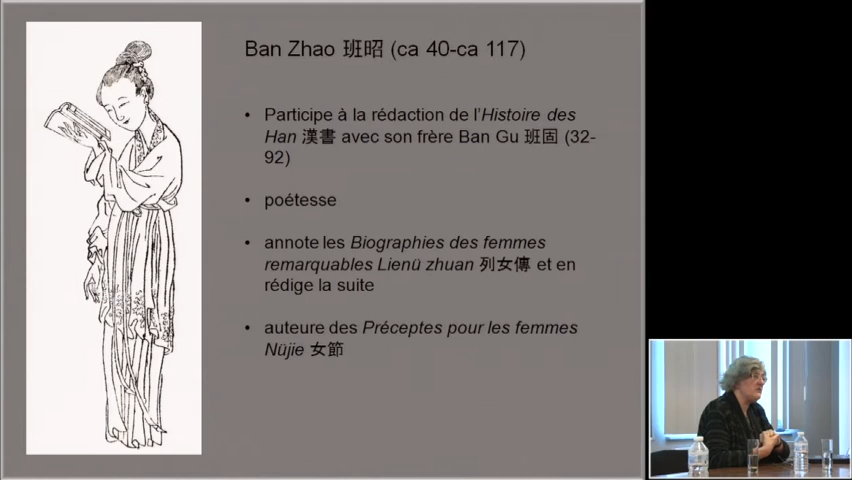 Ban Zhao 班昭 (ca 40-ca 117)
• Participe à la rédaction de l'Histoire des
Han 漢書 avec son frère Ban Gu 班固 (32-
92)
• poétesse
• annote les Biographies des femmes
remarquables Lienü zhuan 列女傳 et en
rédige la suite
• auteure des Préceptes pour les femmes
Nüjie 女節